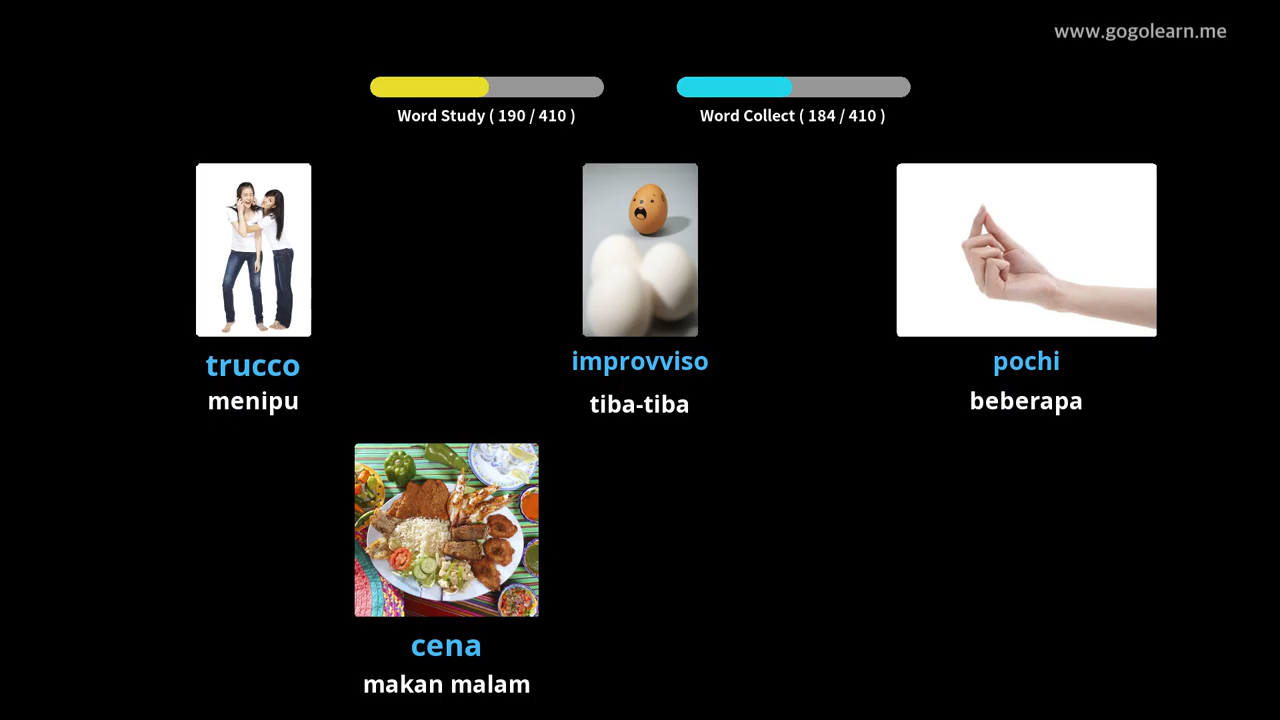 www.gogolearn.me
Word Study ( 190 / 410 )
Word Collect ( 184 / 410 )
trucco
menipu
improvviso
tiba-tiba
pochi
beberapa
cena
makan malam